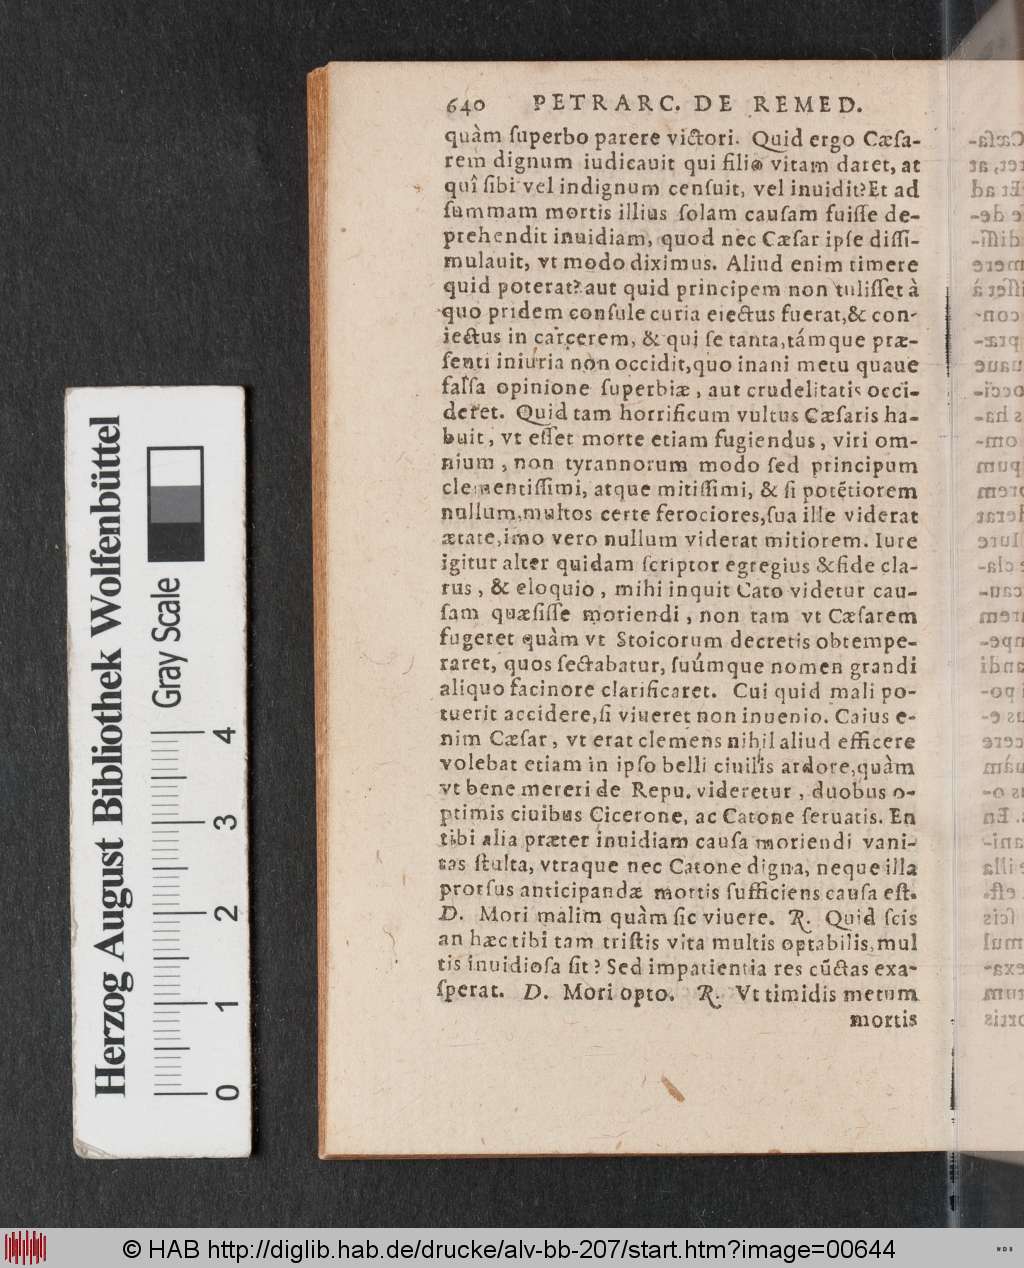 640 PETRARC. DE REMED.
quàm ſuperbo parere victori. Quid ergo Cæſa-
rem dignum iudicauit qui filio vitam daret, at
quî ſibi vel indignum cenſuit, vel inuidit? Et ad
ſummam mortis illius ſolam cauſam fuiſſe de-
prehendit inuidiam, quod nec Cæſar ipſe diſſi-
mulauit, vt modo diximus. Aliud enim timere
quid poterat? aut quid principem non tuliſſet à
quo pridem conſule curia eiectus fuerat, & con-
iectus in carcerem, & qui ſe tanta, támque præ-
ſenti iniuria non occidit, quo inani metu quaue
falſa opinione ſuperbiæ, aut crudelitatis occi-
deret. Quid tam horrificum vultus Cæſaris ha-
buit, vt eſſet morte etiam fugiendus, viri om-
nium, non tyrannorum modo ſed principum
clementiſſimi, atque mitiſſimi, & ſi potētiorem
nullum, multos certe ferociores, ſua ille viderat
ætate, imo vero nullum viderat mitiorem. Iure
igitur alter quidam ſcriptor egregius & fide cla-
rus, & eloquio, mihi inquit Cato videtur cau-
ſam quæſiſſe moriendi, non tam vt Cæſarem
fugeret quàm vt Stoicorum decretis obtempe-
raret, quos ſectabatur, ſuúmque nomen grandi
aliquo facinore clarificaret. Cui quid mali po-
tuerit accidere, ſi viueret non inuenio. Caius e-
nim Cæſar, vt erat clemens nihil aliud efficere
volebat etiam in ipſo belli ciuilis ardore, quàm
vt bene mereri de Repu. videretur, duobus o-
ptimis ciuibus Cicerone, ac Catone ſeruatis. En
tibi alia præter inuidiam cauſa moriendi vani-
tas ſtulta, vtraque nec Catone digna, neque illa
prorſus anticipandæ mortis ſufficiens cauſa eſt.
D. Mori malim quàm ſic viuere. R. Quid ſcis
an hæc tibi tam triſtis vita multis optabilis, mul
tis inuidioſa ſit? Sed impatientia res cūctas exa-
ſperat. D. Mori opto. R. Vt timidis metum
mortis
Herzog August Bibliothek Wolfenbüttel
Gray Scale
0 1 2 3 4
© HAB http://diglib.hab.de/drucke/alv-bb-207/start.htm?image=00644